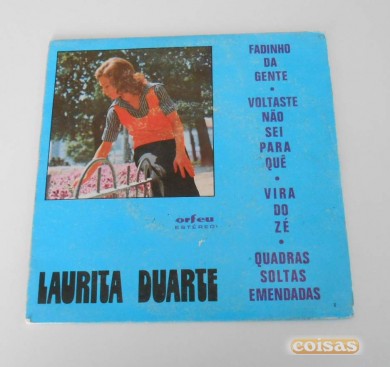 FADINHO
DA
GENTE
•
VOLTASTE
NÃO
SEI
PARA
QUÊ
•
VIRA
DO
ZÉ
•
QUADRAS
SOLTAS
EMENDADAS
orfeu
ESTEREO
LAURITA DUARTE
coisas